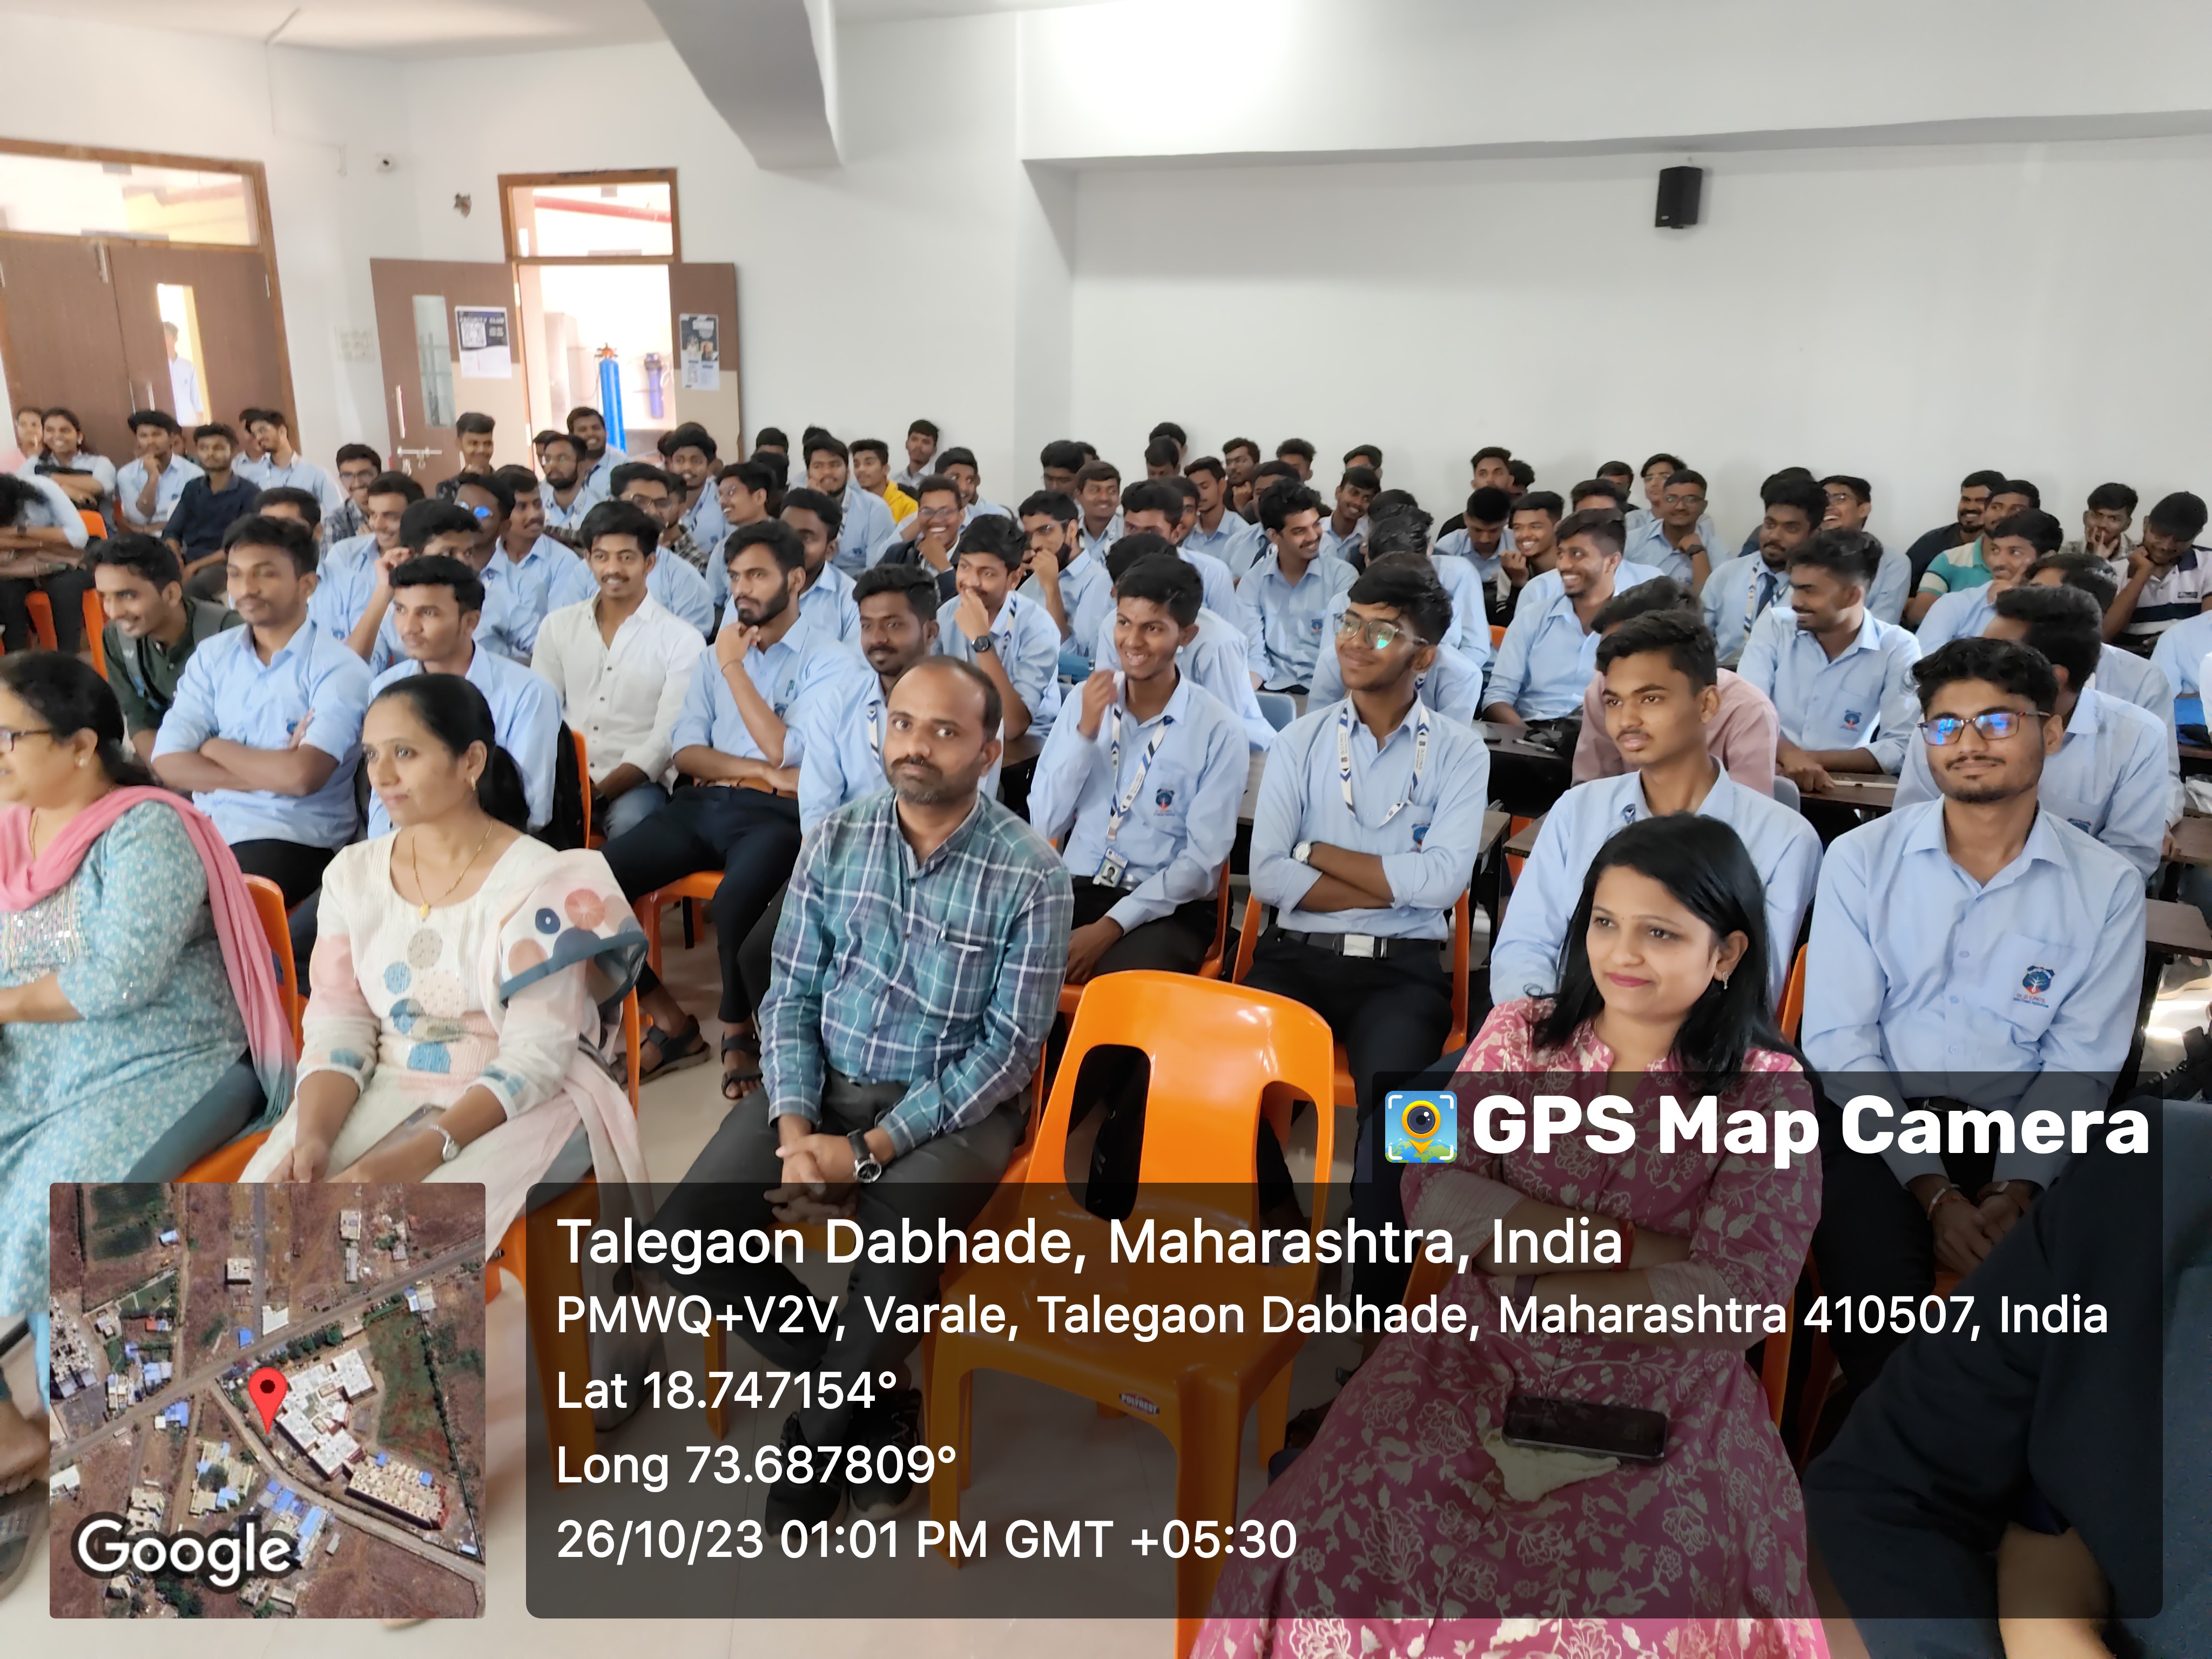 GPS Map Camera
Talegaon Dabhade, Maharashtra, India
PMWQ+V2V, Varale, Talegaon Dabhade, Maharashtra 410507, India
Lat 18.747154°
Long 73.687809°
26/10/23 01:01 PM GMT +05:30
Google